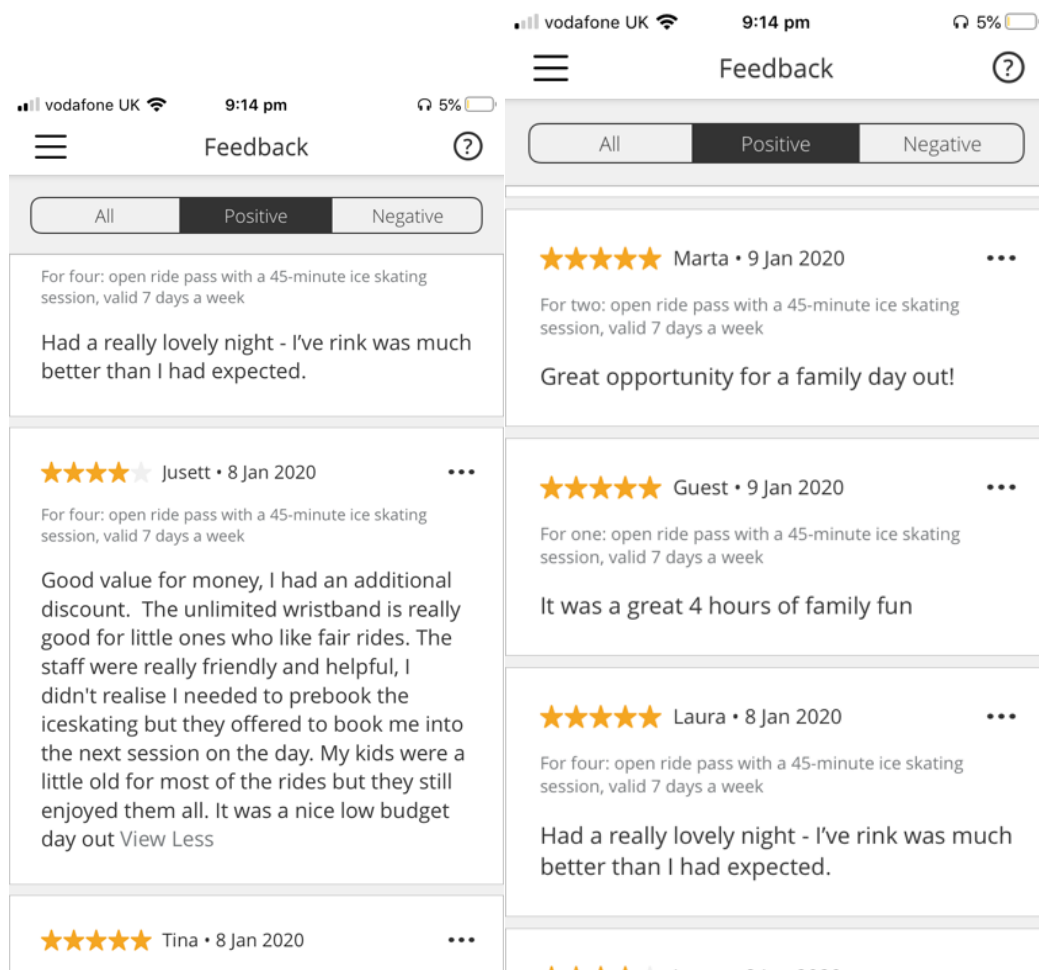 vodafone UK 9:14 pm 5%
Feedback
?
All Positive Negative
For four: open ride pass with a 45-minute ice skating
session, valid 7 days a week
Had a really lovely night - I've rink was much
better than I had expected.
Jusett • 8 Jan 2020
For four: open ride pass with a 45-minute ice skating
session, valid 7 days a week
Good value for money, I had an additional
discount.  The unlimited wristband is really
good for little ones who like fair rides. The
staff were really friendly and helpful, I
didn't realise I needed to prebook the
iceskating but they offered to book me into
the next session on the day. My kids were a
little old for most of the rides but they still
enjoyed them all. It was a nice low budget
day out View Less
Tina • 8 Jan 2020
vodafone UK 9:14 pm 5%
Feedback
?
All Positive Negative
Marta • 9 Jan 2020
For two: open ride pass with a 45-minute ice skating
session, valid 7 days a week
Great opportunity for a family day out!
Guest • 9 Jan 2020
For one: open ride pass with a 45-minute ice skating
session, valid 7 days a week
It was a great 4 hours of family fun
Laura • 8 Jan 2020
For four: open ride pass with a 45-minute ice skating
session, valid 7 days a week
Had a really lovely night - I've rink was much
better than I had expected.